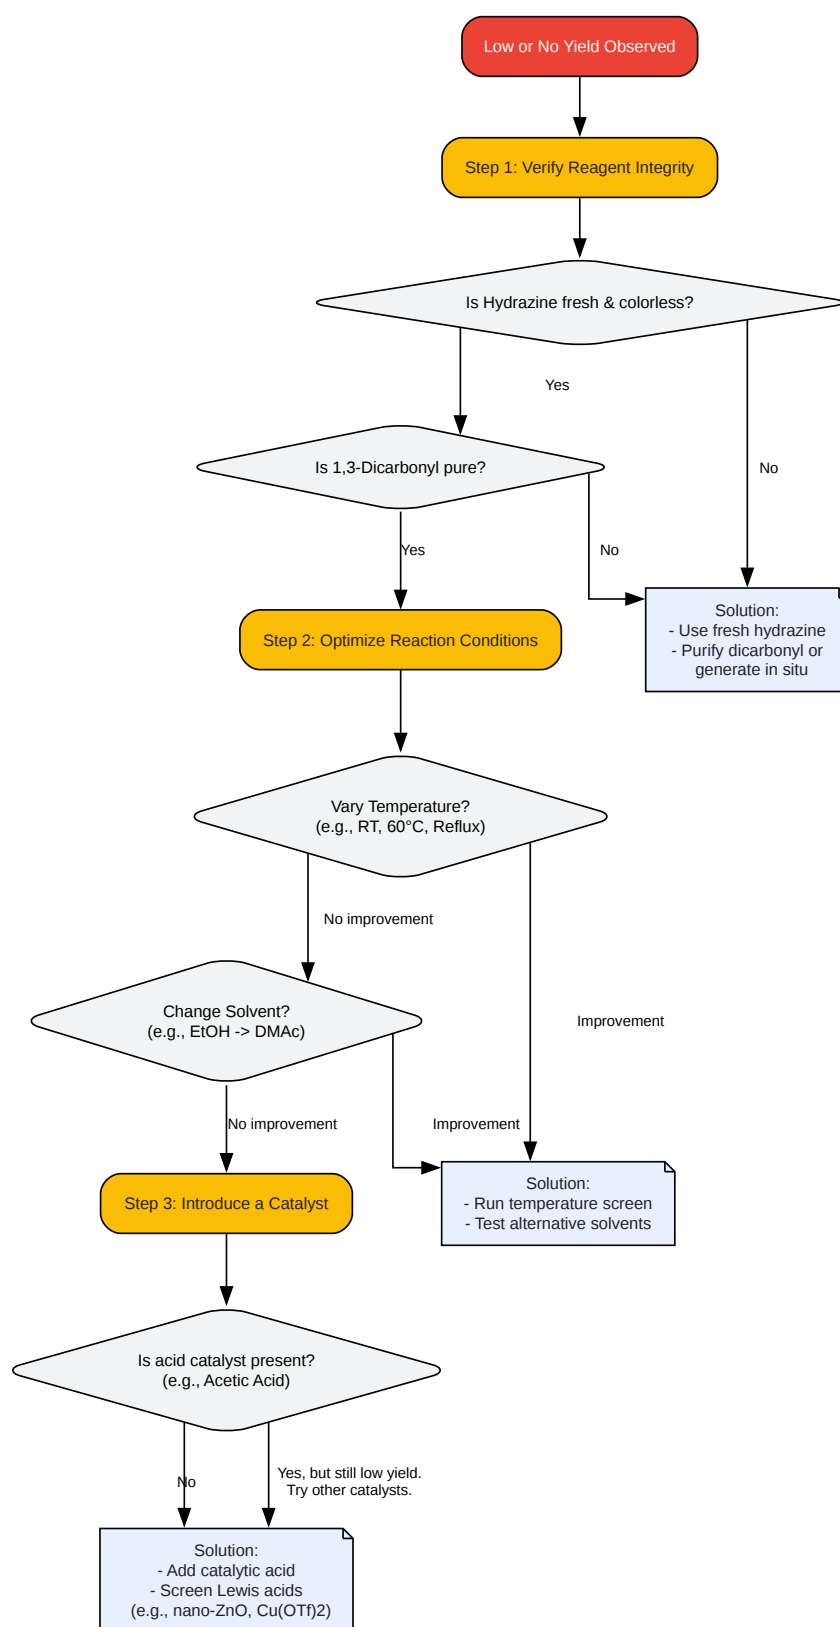 Low or No Yield Observed
Step 1: Verify Reagent Integrity
Is Hydrazine fresh & colorless?
Yes
Is 1,3-Dicarbonyl pure?
No
Yes
No
Solution:
- Use fresh hydrazine
- Purify dicarbonyl or
generate in situ
Step 2: Optimize Reaction Conditions
Vary Temperature?
(e.g., RT, 60°C, Reflux)
No improvement
Change Solvent?
(e.g., EtOH -> DMAc)
Improvement
No improvement
Improvement
Solution:
- Run temperature screen
- Test alternative solvents
Step 3: Introduce a Catalyst
Is acid catalyst present?
(e.g., Acetic Acid)
No
Yes, but still low yield.
Try other catalysts.
Solution:
- Add catalytic acid
- Screen Lewis acids
(e.g., nano-ZnO, Cu(OTf)2)